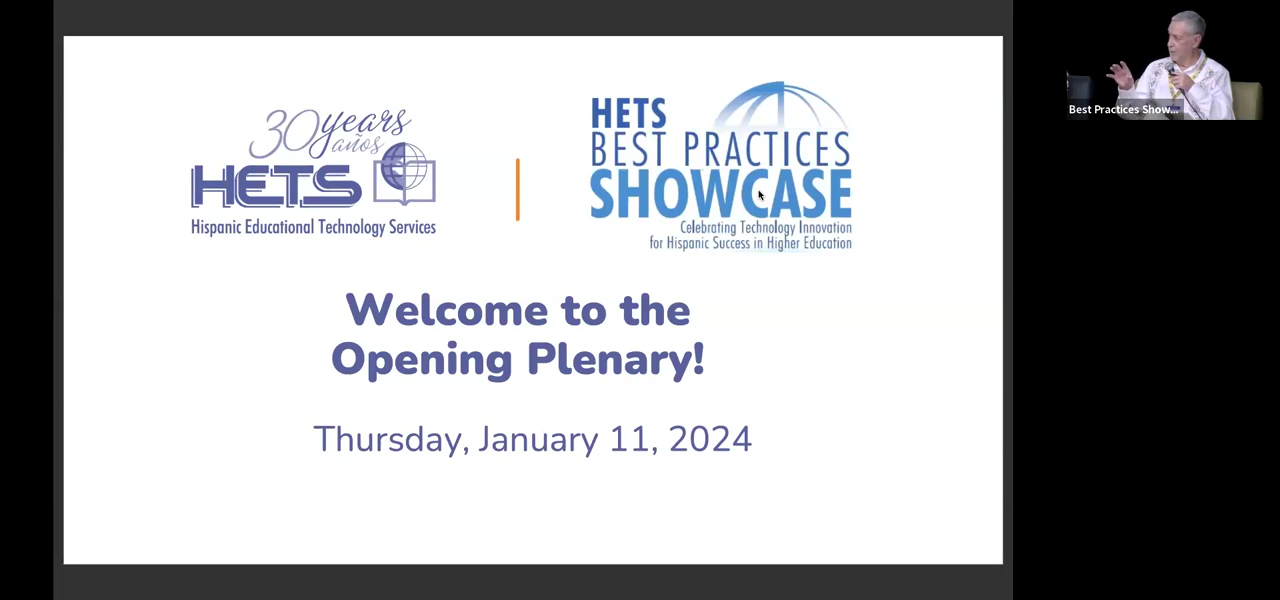 30 years
años
HETS
Hispanic Educational Technology Services
HETS
BEST PRACTICES
SHOWCASE
Celebrating Technology Innovation
for Hispanic Success in Higher Education
Welcome to the
Opening Plenary!
Thursday, January 11, 2024
Best Practices Show...